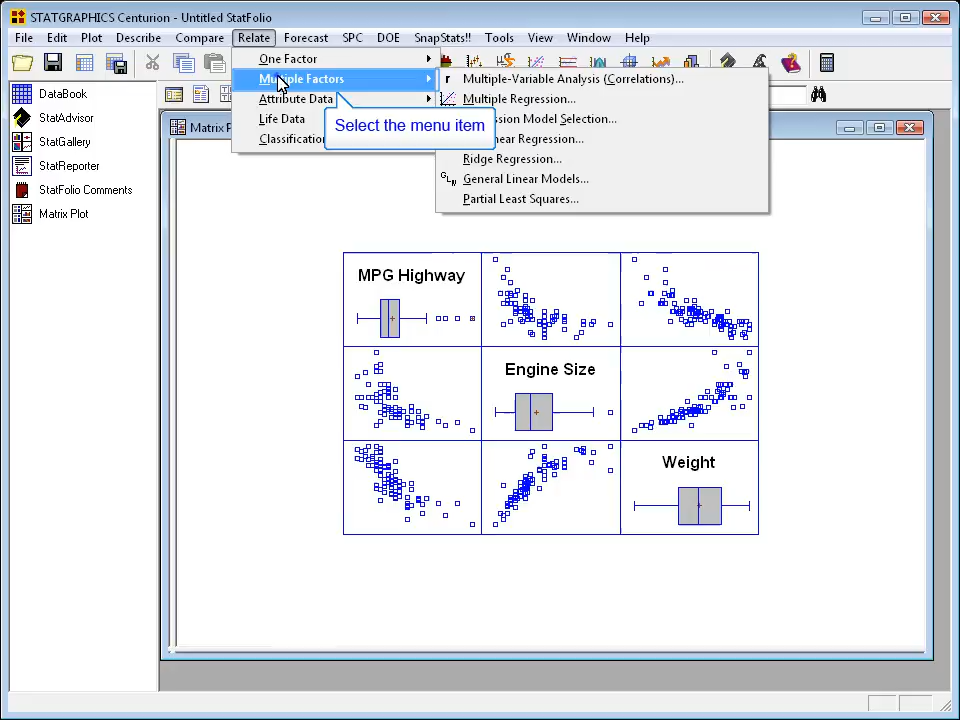 STATGRAPHICS Centurion - Untitled StatFolio
File Edit Plot Describe Compare Relate Forecast SPC DOE SnapStats!! Tools View Window Help
One Factor
Multiple Factors
Attribute Data
Life Data
Classification
Select the menu item
r Multiple-Variable Analysis (Correlations)...
Multiple Regression...
ssion Model Selection...
near Regression...
Ridge Regression...
GLM General Linear Models...
Partial Least Squares...
DataBook
StatAdvisor
StatGallery
StatReporter
StatFolio Comments
Matrix Plot
Matrix P
MPG Highway
Engine Size
Weight